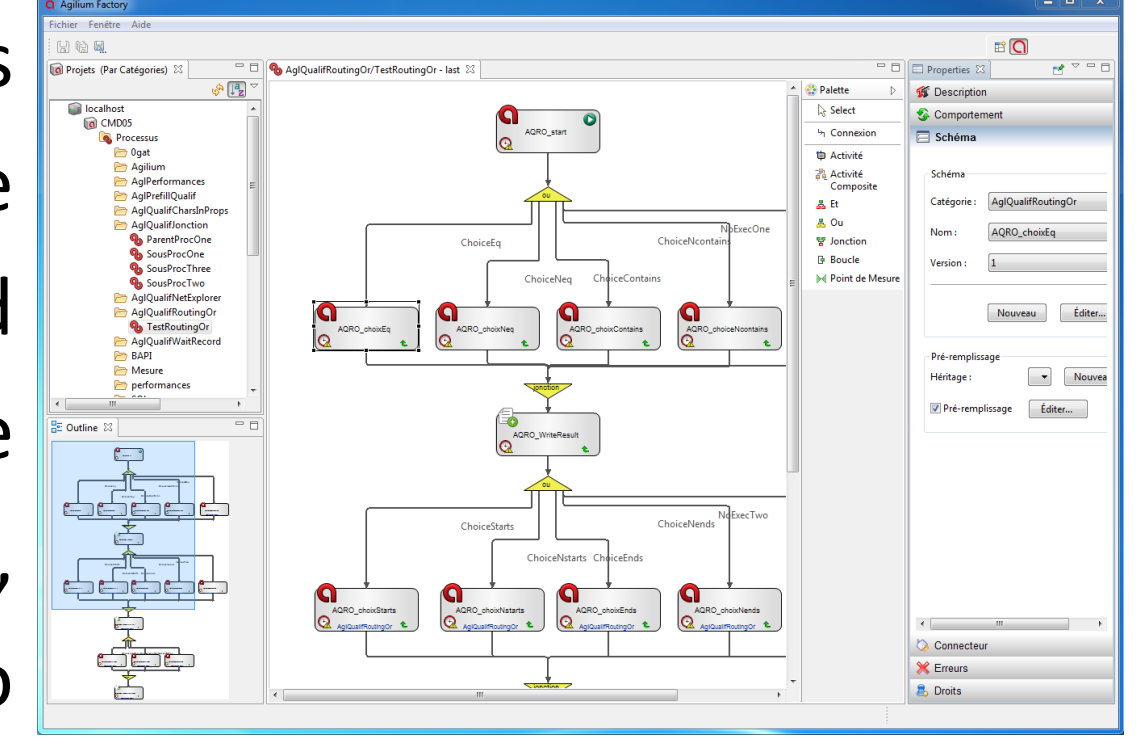 Agilium Factory
Fichier Fenêtre Aide
s
e
d
e
,
o
Projets (Par Catégories)
localhost
CMD05
Processus
0gat
Agilium
AglPerformances
AglPrefillQualif
AglQualifCharsInProps
AglQualifJonction
ParentProcOne
SousProcOne
SousProcThree
SousProcTwo
AglQualifNetExplorer
AglQualifRoutingOr
TestRoutingOr
AglQualifWaitRecord
BAPI
Mesure
performances
Outline
AglQualifRoutingOr/TestRoutingOr - last
AQRO_start
ou
NoExecOne
ChoiceEq
ChoiceNcontains
ChoiceNeq
ChoiceContains
AQRO_choixEq
AQRO_choixNeq
AQRO_choixContains
AQRO_choiceNcontains
jonction
AQRO_WriteResult
ou
NoExecTwo
ChoiceStarts
ChoiceNends
ChoiceNstarts
ChoiceEnds
AQRO_choixStarts
AglQualifRoutingOr
AQRO_choixNstarts
AglQualifRoutingOr
AQRO_choixEnds
AglQualifRoutingOr
AQRO_choixNends
AglQualifRoutingOr
jonction
Palette
Select
Connexion
Activité
Activité
Composite
Et
Ou
Jonction
Boucle
Point de Mesure
Properties
Description
Comportement
Schéma
Schéma
Catégorie : AglQualifRoutingOr
Nom : AQRO_choixEq
Version : 1
Nouveau Éditer...
Pré-remplissage
Héritage : Nouvea
Pré-remplissage Éditer...
Connecteur
Erreurs
Droits